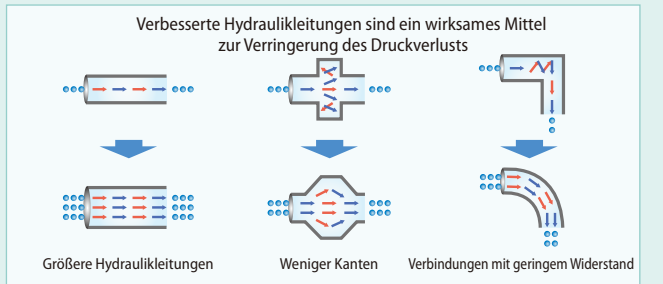 Verbesserte Hydraulikleitungen sind ein wirksames Mittel
zur Verringerung des Druckverlusts
Größere Hydraulikleitungen
Weniger Kanten
Verbindungen mit geringem Widerstand